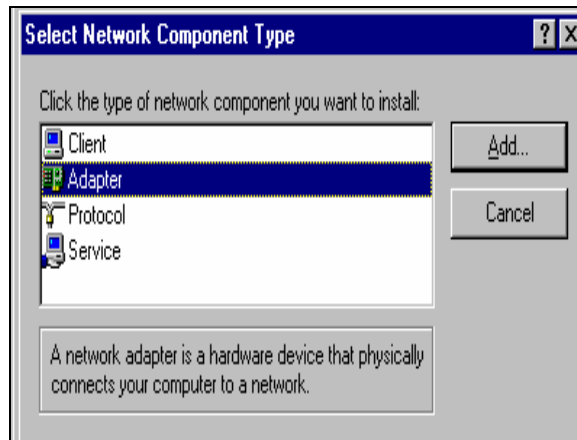 Select Network Component Type
Click the type of network component you want to install:
Client
Adapter
Protocol
Service
Add...
Cancel
A network adapter is a hardware device that physically
connects your computer to a network.